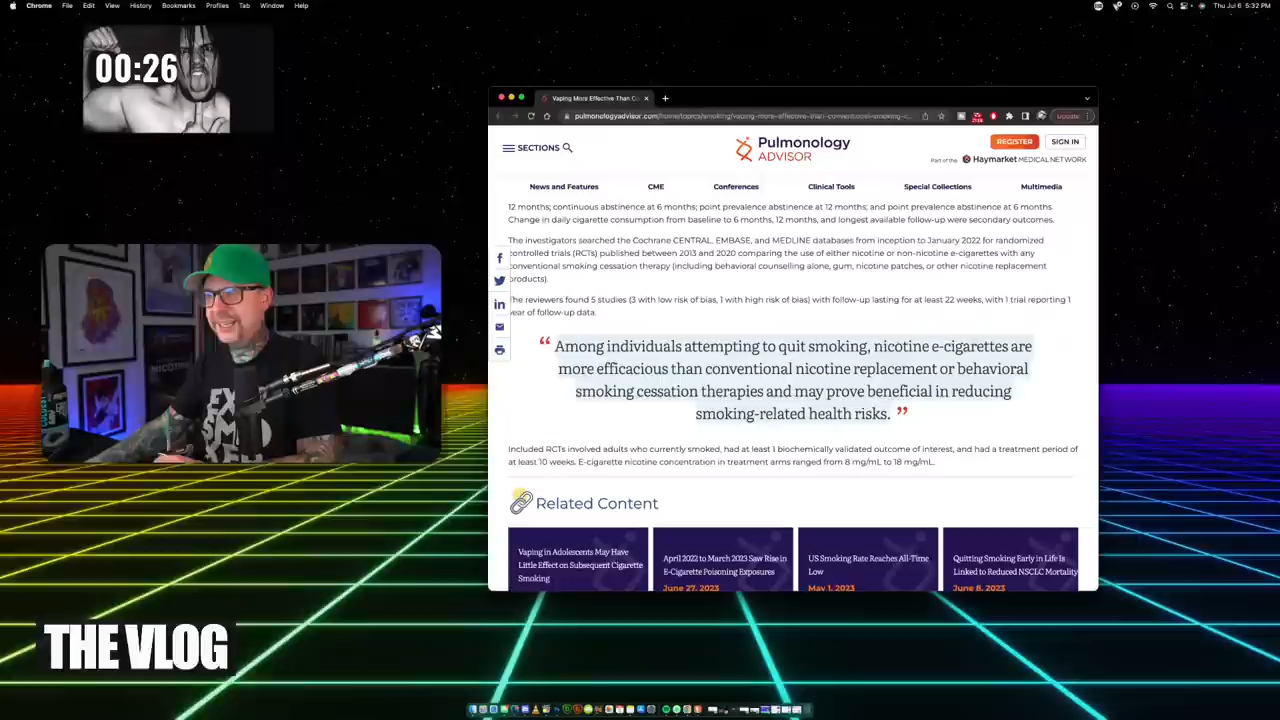 Chrome File Edit View History Bookmarks Profiles Tab Window Help
Thu Jul 6 5:32 PM
00:26
Vaping More Effective Than Co
Update
SECTIONS
Pulmonology
ADVISOR
REGISTER
SIGN IN
Part of the Haymarket MEDICAL NETWORK
News and Features CME Conferences Clinical Tools Special Collections Multimedia
12 months; continuous abstinence at 6 months; point prevalence abstinence at 12 months; and point prevalence abstinence at 6 months.
Change in daily cigarette consumption from baseline to 6 months, 12 months, and longest available follow-up were secondary outcomes.
The investigators searched the Cochrane CENTRAL, EMBASE, and MEDLINE databases from inception to January 2022 for randomized
controlled trials (RCTs) published between 2013 and 2020 comparing the use of either nicotine or non-nicotine e-cigarettes with any
conventional smoking cessation therapy (including behavioral counselling alone, gum, nicotine patches, or other nicotine replacement
products).
The reviewers found 5 studies (3 with low risk of bias, 1 with high risk of bias) with follow-up lasting for at least 22 weeks, with 1 trial reporting 1
year of follow-up data.
“ Among individuals attempting to quit smoking, nicotine e-cigarettes are
more efficacious than conventional nicotine replacement or behavioral
smoking cessation therapies and may prove beneficial in reducing
smoking-related health risks. ”
Included RCTs involved adults who currently smoked, had at least 1 biochemically validated outcome of interest, and had a treatment period of
at least 10 weeks. E-cigarette nicotine concentration in treatment arms ranged from 8 mg/mL to 18 mg/mL.
Related Content
Vaping in Adolescents May Have
Little Effect on Subsequent Cigarette
Smoking
April 2022 to March 2023 Saw Rise in
E-Cigarette Poisoning Exposures
June 27, 2023
US Smoking Rate Reaches All-Time
Low
May 1, 2023
Quitting Smoking Early in Life Is
Linked to Reduced NSCLC Mortality
June 8, 2023
THE VLOG